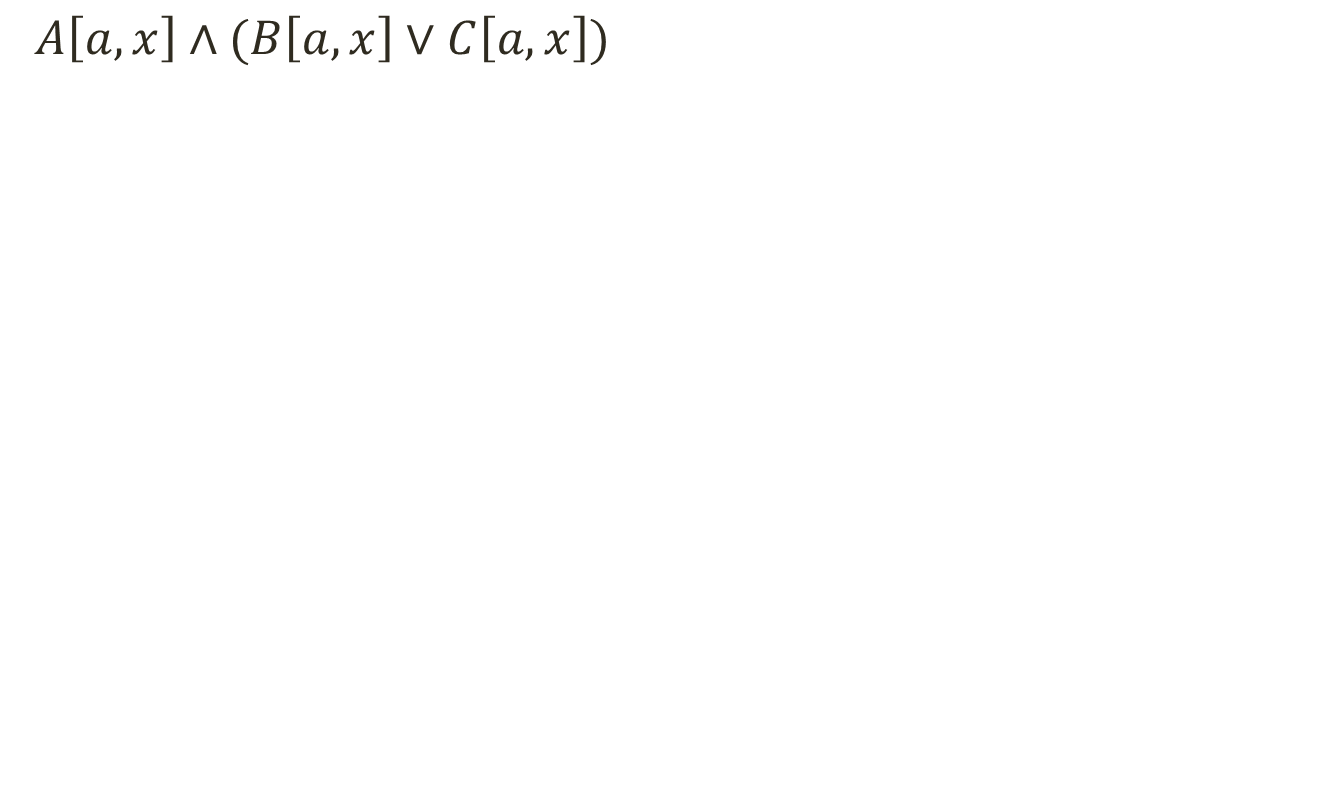 A[a, x] ∧ (B[a, x] ∨ C[a, x])